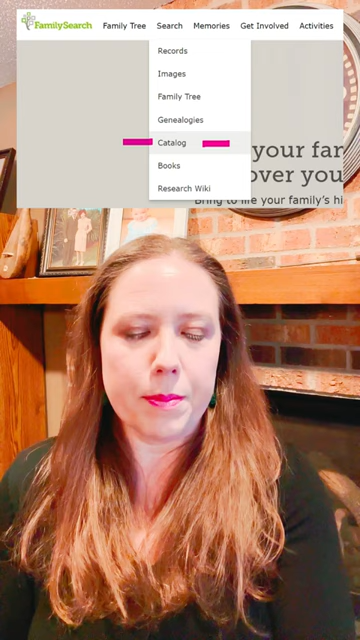 FamilySearch Family Tree Search Memories Get Involved Activities
Records
Images
Family Tree
Genealogies
Catalog
Books
Research Wiki
your far
over you
Bring to life your family's hi